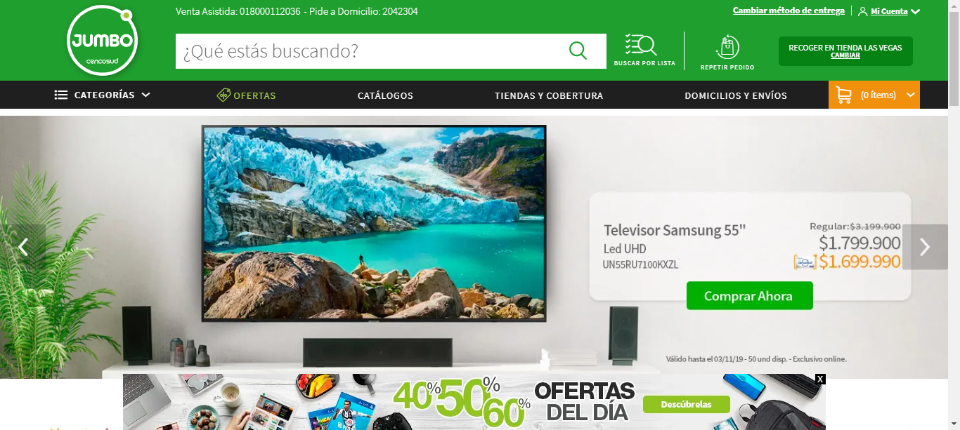 Venta Asistida: 018000112036 - Pide a Domicilio: 2042304
Cambiar método de entrega
Mi Cuenta
JUMBO
cencosud
¿Qué estás buscando?
BUSCAR POR LISTA
REPETIR PEDIDO
RECOGER EN TIENDA LAS VEGAS
CAMBIAR
CATEGORÍAS
OFERTAS
CATÁLOGOS
TIENDAS Y COBERTURA
DOMICILIOS Y ENVÍOS
(0 ítems)
Televisor Samsung 55"
Led UHD
UN55RU7100KXZL
Regular:$3.199.900
$1.799.900
$1.699.990
Comprar Ahora
Válido hasta el 03/11/19 - 50 und disp. - Exclusivo online.
X
40% 50% 60%
OFERTAS
DEL DÍA
Descúbrelas